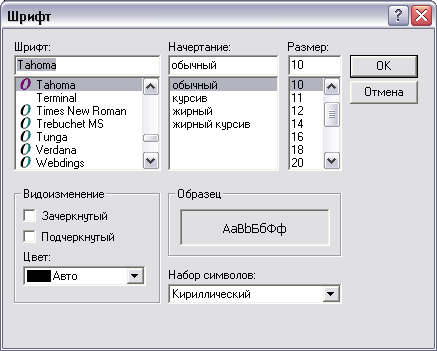 Шрифт
Шрифт:
Tahoma
Tahoma
Terminal
Times New Roman
Trebuchet MS
Tunga
Verdana
Webdings
Начертание:
обычный
обычный
курсив
жирный
жирный курсив
Размер:
10
10
11
12
14
16
18
20
OK
Отмена
Видоизменение
Зачеркнутый
Подчеркнутый
Цвет:
Авто
Образец
АаBbБбФф
Набор символов:
Кириллический